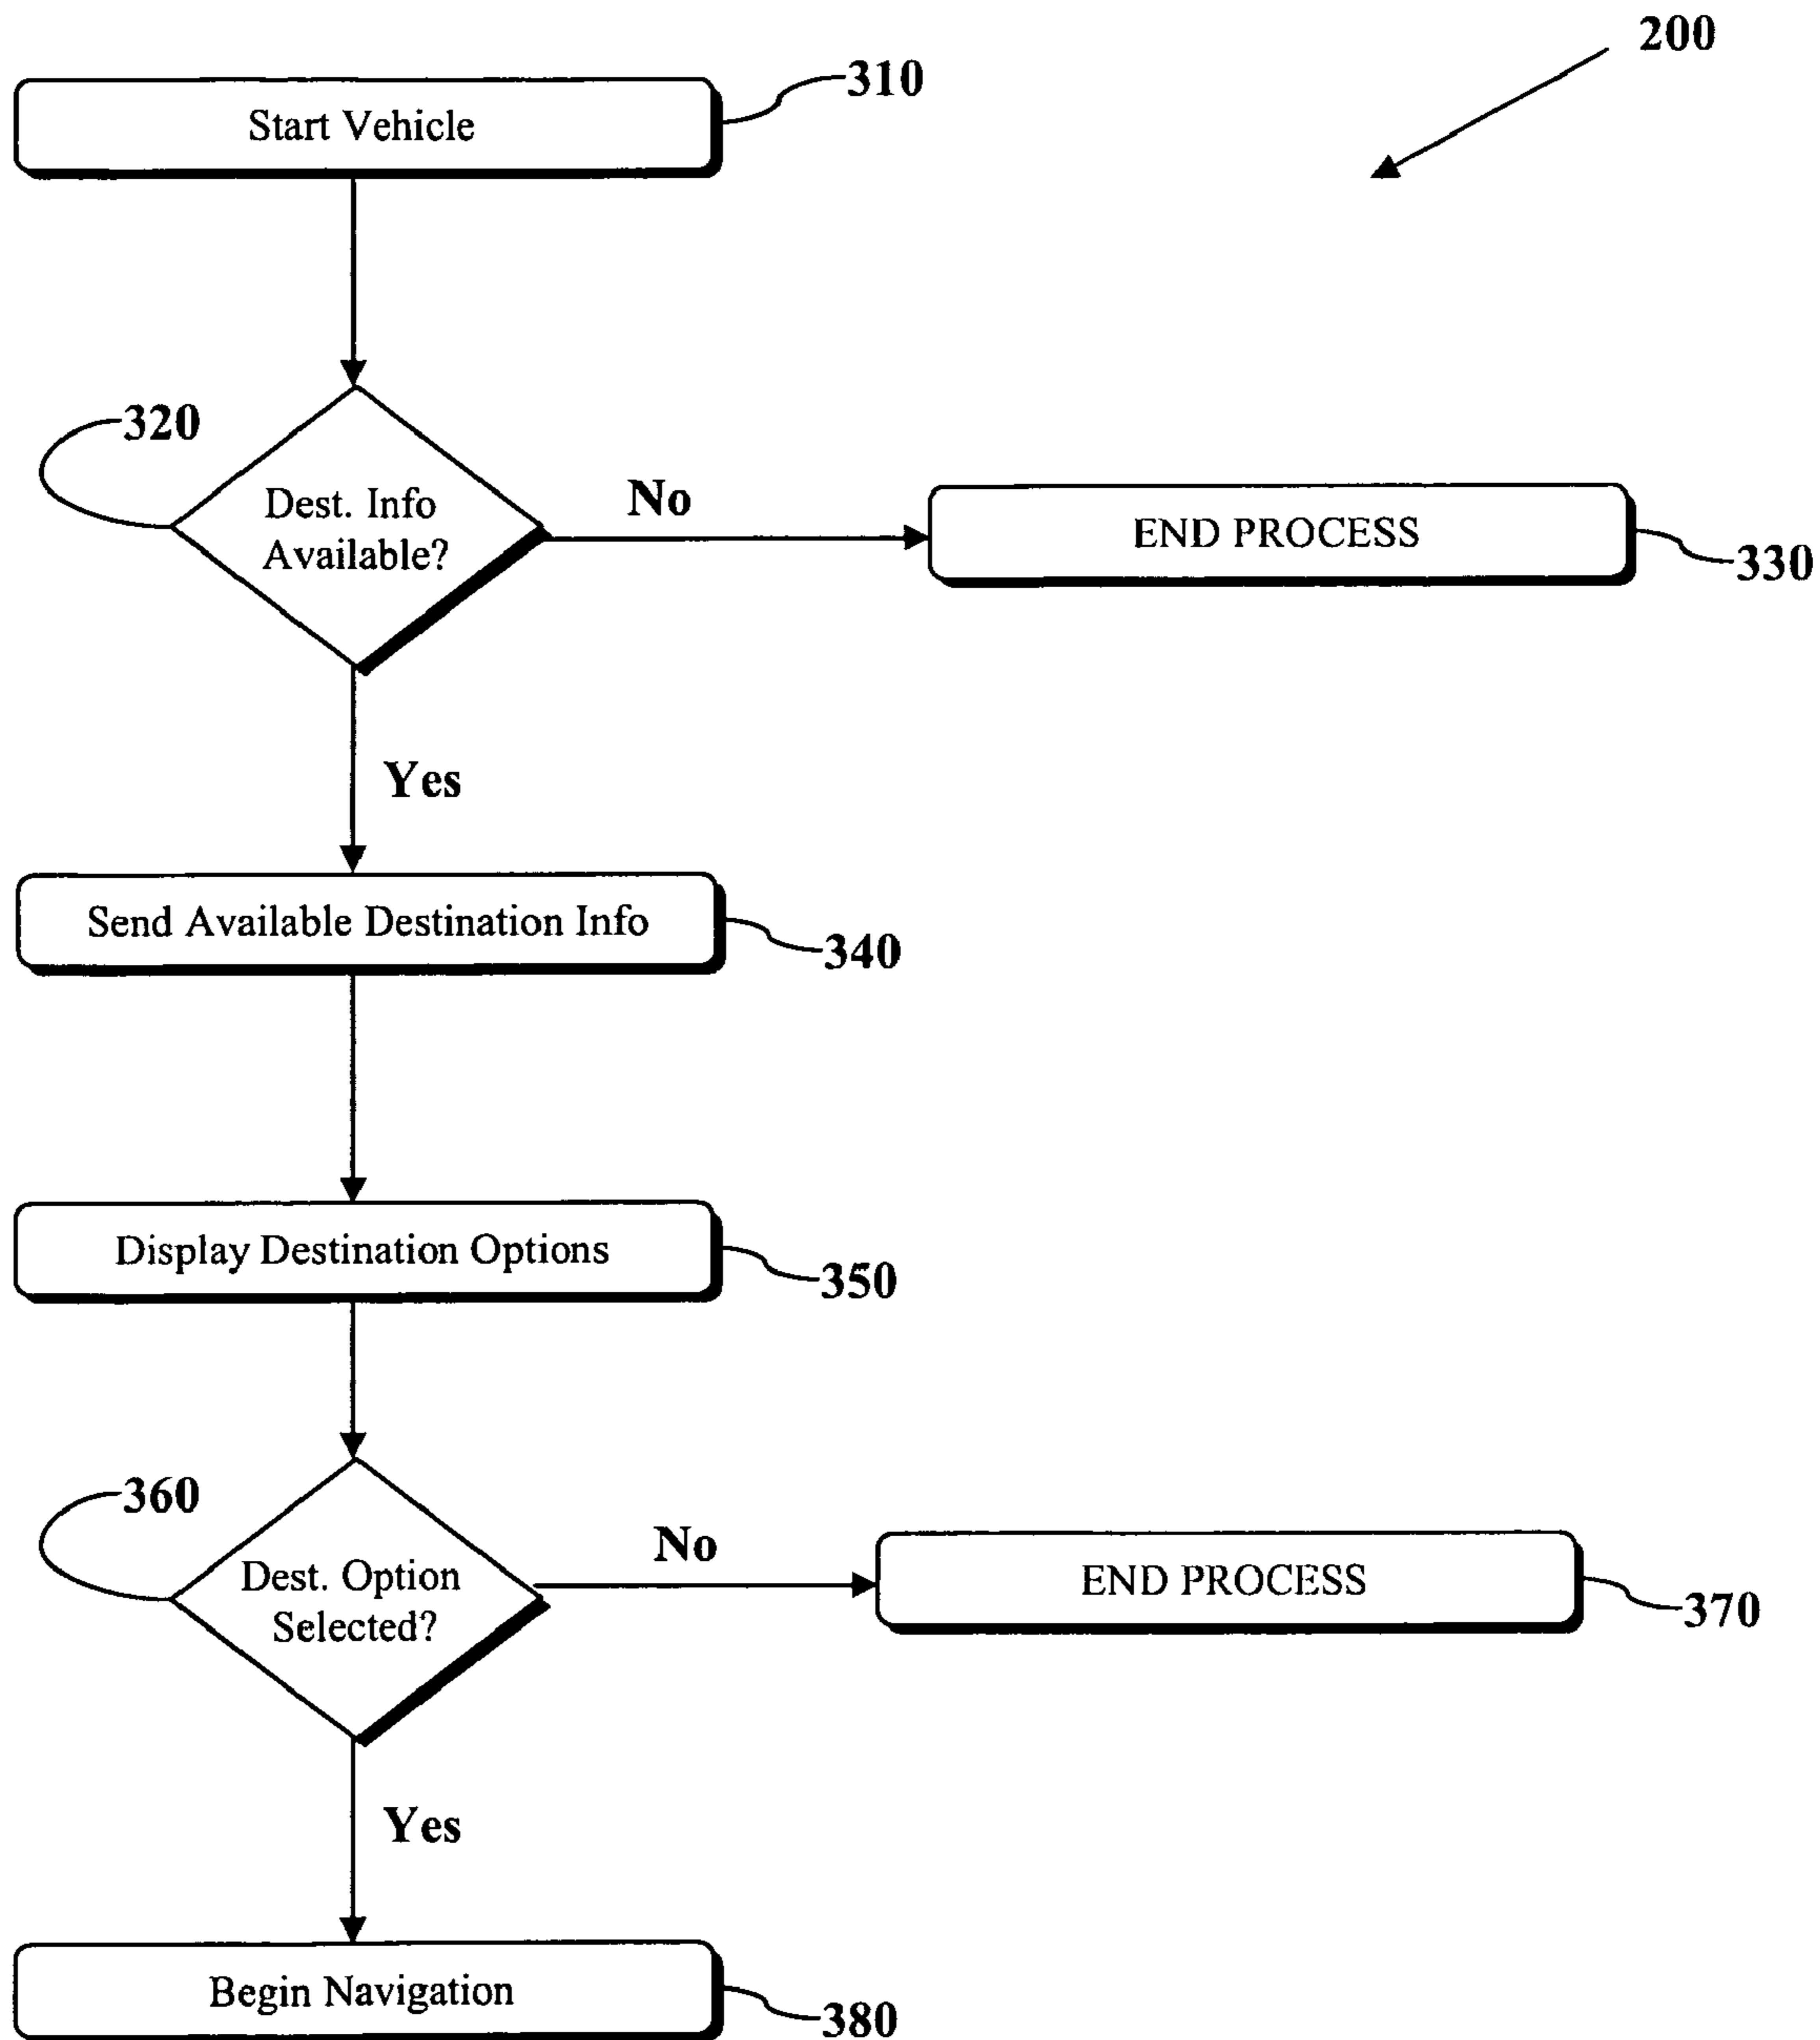 200
310
Start Vehicle
320
Dest. Info
Available?
No
END PROCESS
330
Yes
Send Available Destination Info
340
Display Destination Options
350
360
Dest. Option
Selected?
No
END PROCESS
370
Yes
Begin Navigation
380